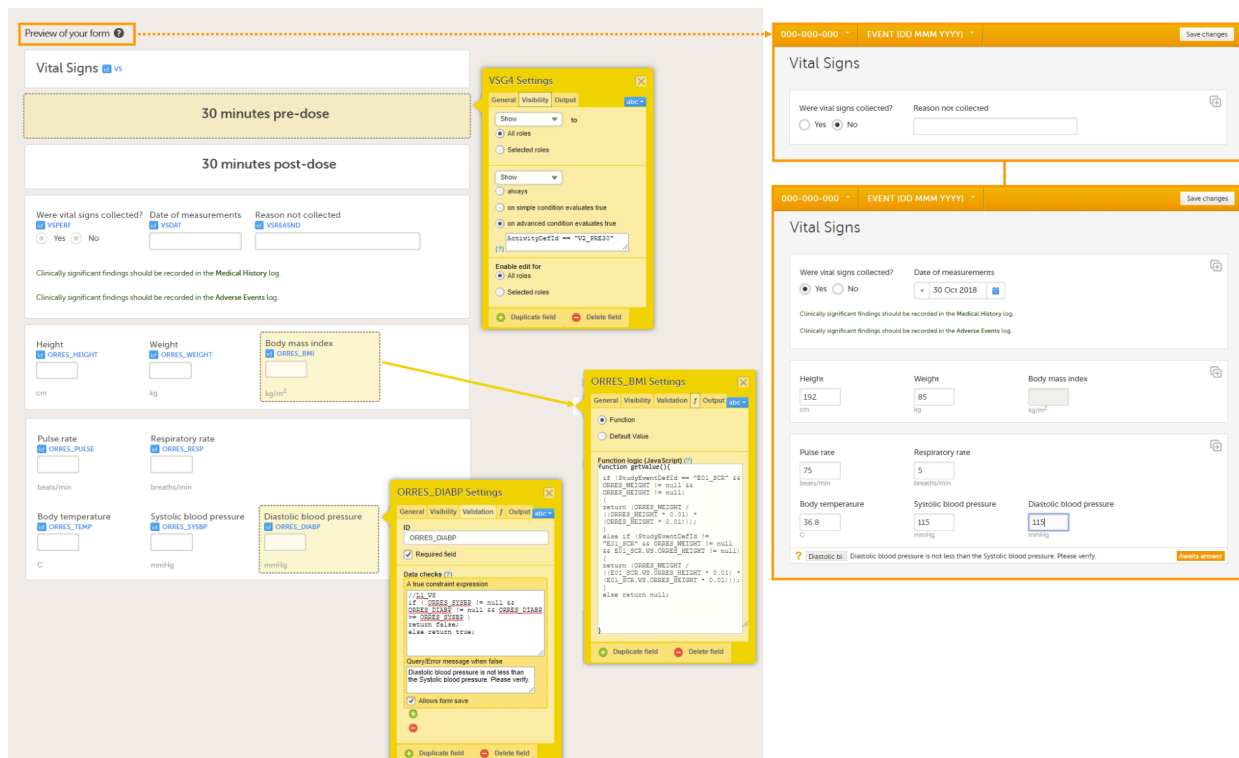 Preview of your form ?
Vital Signs VS
30 minutes pre-dose
30 minutes post-dose
Were vital signs collected? Date of measurements Reason not collected
VSPERF VSDAT VSREASND
Yes No
Clinically significant findings should be recorded in the Medical History log.
Clinically significant findings should be recorded in the Adverse Events log.
Height Weight Body mass index
ORRES_HEIGHT ORRES_WEIGHT ORRES_BMI
cm kg kg/m2
Pulse rate Respiratory rate
ORRES_PULSE ORRES_RESP
beats/min breaths/min
Body temperature Systolic blood pressure Diastolic blood pressure
ORRES_TEMP ORRES_SYSBP ORRES_DIABP
C mmHg mmHg
VSG4 Settings
General Visibility Output abc
Show to
All roles
Selected roles
Show
always
on simple condition evaluates true
on advanced condition evaluates true
ActivityDefId == "V2_PRE30"
(?)
Enable edit for
All roles
Selected roles
Duplicate field Delete field
ORRES_DIABP Settings
General Visibility Validation f Output abc
ID
ORRES_DIABP
Required field
Data checks (?)
A true constraint expression
//L1_VS
if ( ORRES_SYSBP != null &&
ORRES_DIABP != null && ORRES_DIABP
>= ORRES_SYSBP )
return false;
else return true;
Query/Error message when false
Diastolic blood pressure is not less than
the Systolic blood pressure. Please verify.
Allows form save
Duplicate field Delete field
ORRES_BMI Settings
General Visibility Validation f Output abc
Function
Default Value
Function logic (JavaScript) (?)
function getValue(){
if (StudyEventDefId == "E01_SCR" &&
ORRES_WEIGHT != null &&
ORRES_HEIGHT != null)
{
return (ORRES_WEIGHT /
((ORRES_HEIGHT * 0.01) *
(ORRES_HEIGHT * 0.01)));
}
else if (StudyEventDefId !=
"E01_SCR" && ORRES_WEIGHT != null
&& E01_SCR.VS.ORRES_HEIGHT != null)
{
return (ORRES_WEIGHT /
((E01_SCR.VS.ORRES_HEIGHT * 0.01) *
(E01_SCR.VS.ORRES_HEIGHT * 0.01)));
}
else return null;
}
Duplicate field Delete field
000-000-000 EVENT [DD MMM YYYY] Save changes
Vital Signs
Were vital signs collected? Reason not collected
Yes No
000-000-000 EVENT [DD MMM YYYY] Save changes
Vital Signs
Were vital signs collected? Date of measurements
Yes No 30 Oct 2018
Clinically significant findings should be recorded in the Medical History log.
Clinically significant findings should be recorded in the Adverse Events log.
Height Weight Body mass index
192 85
cm kg kg/m2
Pulse rate Respiratory rate
75 5
beats/min breaths/min
Body temperature Systolic blood pressure Diastolic blood pressure
36.8 115 115
C mmHg mmHg
? Diastolic bl Diastolic blood pressure is not less than the Systolic blood pressure. Please verify. Awaits answer